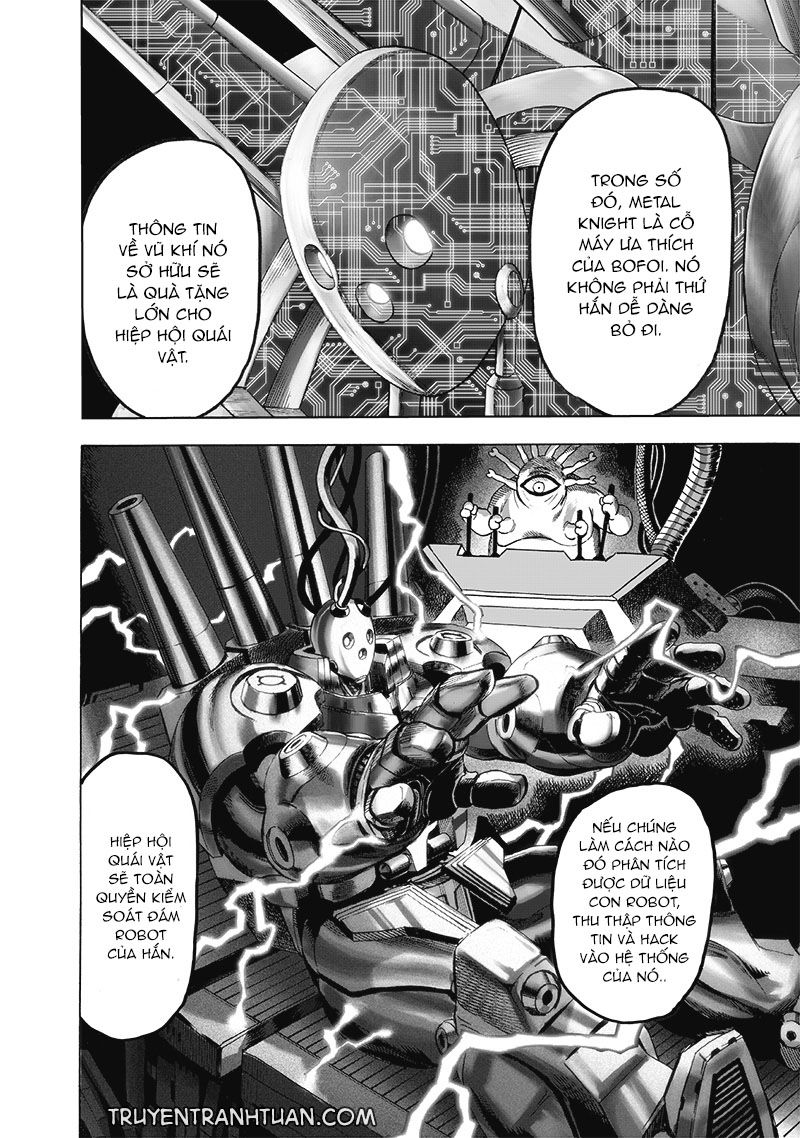 TRONG SỐ
ĐÓ, METAL
KNIGHT LÀ CỖ
MÁY ƯA THÍCH
CỦA BOFOI. NÓ
KHÔNG PHẢI THỨ
HẮN DỄ DÀNG
BỎ ĐI.
THÔNG TIN
VỀ VŨ KHÍ NÓ
SỞ HỮU SẼ
LÀ QUÀ TẶNG
LỚN CHO
HIỆP HỘI QUÁI
VẬT.
NẾU CHÚNG
LÀM CÁCH NÀO
ĐÓ PHÂN TÍCH
ĐƯỢC DỮ LIỆU
CON ROBOT,
THU THẬP THÔNG
TIN VÀ HACK
VÀO HỆ THỐNG
CỦA NÓ..
HIỆP HỘI
QUÁI VẬT
SẼ TOÀN
QUYỀN KIỂM
SOÁT ĐÁM
ROBOT
CỦA HẮN.
TRUYENTRANHTUAN.COM